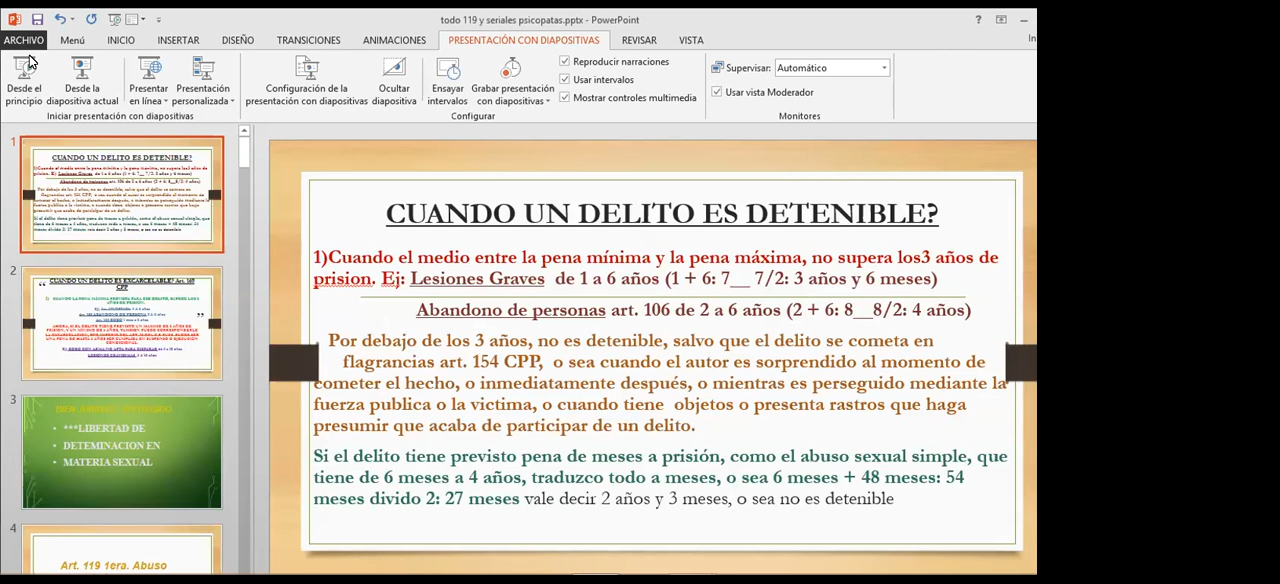 todo 119 y seriales psicopatas.pptx - PowerPoint
?
ARCHIVO Menú INICIO INSERTAR DISEÑO TRANSICIONES ANIMACIONES PRESENTACIÓN CON DIAPOSITIVAS REVISAR VISTA In
Desde el principio
Desde la diapositiva actual
Presentar en línea
Presentación personalizada
Iniciar presentación con diapositivas
Configuración de la presentación con diapositivas
Ocultar diapositiva
Ensayar intervalos
Grabar presentación con diapositivas
Reproducir narraciones
Usar intervalos
Mostrar controles multimedia
Configurar
Supervisar: Automático
Usar vista Moderador
Monitores
1
CUANDO UN DELITO ES DETENIBLE?
2
CUANDO UN DELITO ES EXCARCELABLE? Art. 169
CPP
3
BIEN JURIDICO PROTEGIDO
***LIBERTAD DE
DETEMINACION EN
MATERIA SEXUAL
4
Art. 119 1era. Abuso
CUANDO UN DELITO ES DETENIBLE?
1)Cuando el medio entre la pena mínima y la pena máxima, no supera los3 años de
prision. Ej: Lesiones Graves de 1 a 6 años (1 + 6: 7__ 7/2: 3 años y 6 meses)
Abandono de personas art. 106 de 2 a 6 años (2 + 6: 8__8/2: 4 años)
Por debajo de los 3 años, no es detenible, salvo que el delito se cometa en
flagrancias art. 154 CPP, o sea cuando el autor es sorprendido al momento de
cometer el hecho, o inmediatamente después, o mientras es perseguido mediante la
fuerza publica o la victima, o cuando tiene objetos o presenta rastros que haga
presumir que acaba de participar de un delito.
Si el delito tiene previsto pena de meses a prisión, como el abuso sexual simple, que
tiene de 6 meses a 4 años, traduzco todo a meses, o sea 6 meses + 48 meses: 54
meses divido 2: 27 meses vale decir 2 años y 3 meses, o sea no es detenible